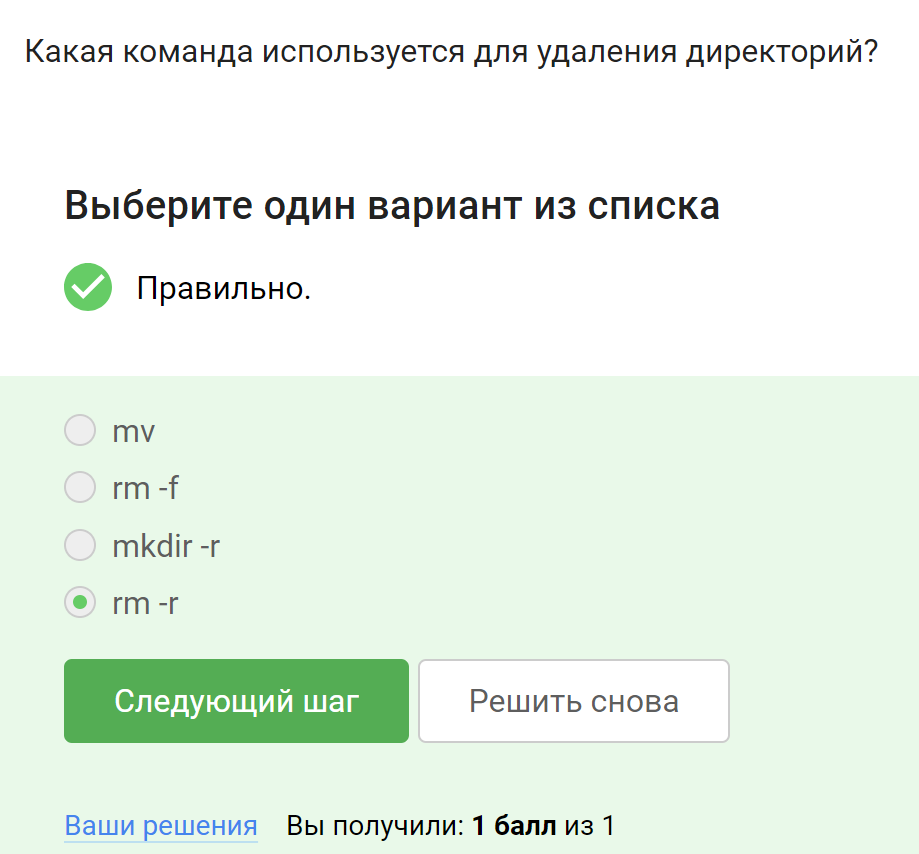 Какая команда используется для удаления директорий?
Выберите один вариант из списка
Правильно.
mv
rm -f
mkdir -r
rm -r
Следующий шаг Решить снова
Ваши решения Вы получили: 1 балл из 1